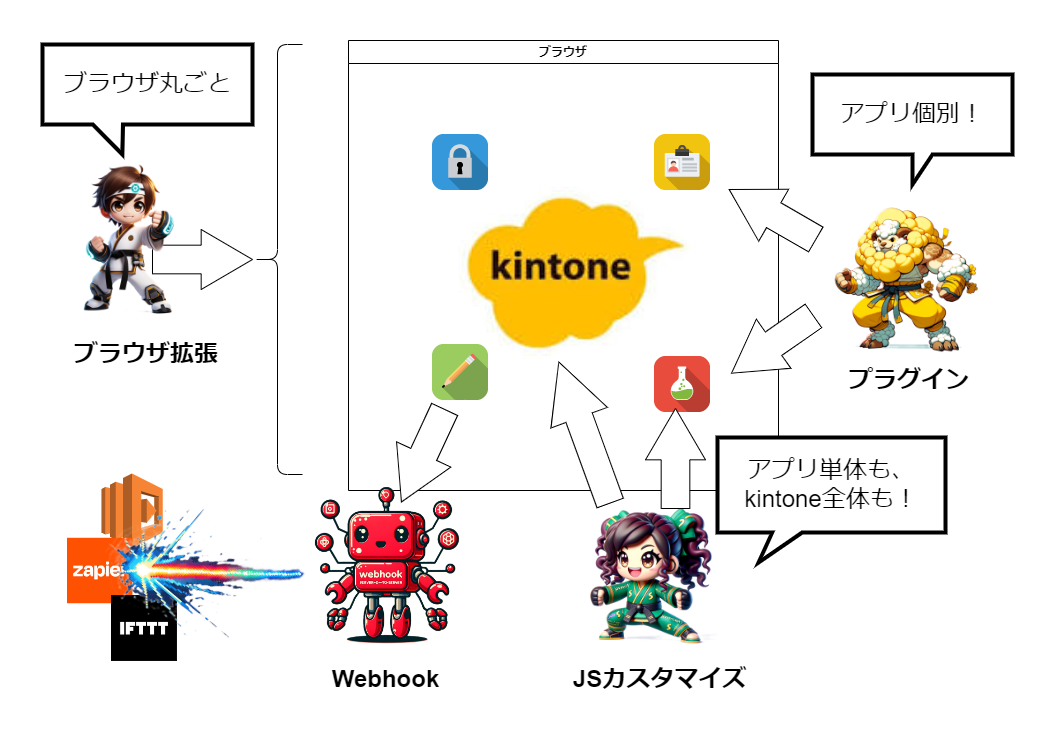 ブラウザ
ブラウザ丸ごと
アプリ個別！
kintone
ブラウザ拡張
プラグイン
アプリ単体も、
kintone全体も！
zapie
IFTTT
webhook
Webhook
JSカスタマイズ